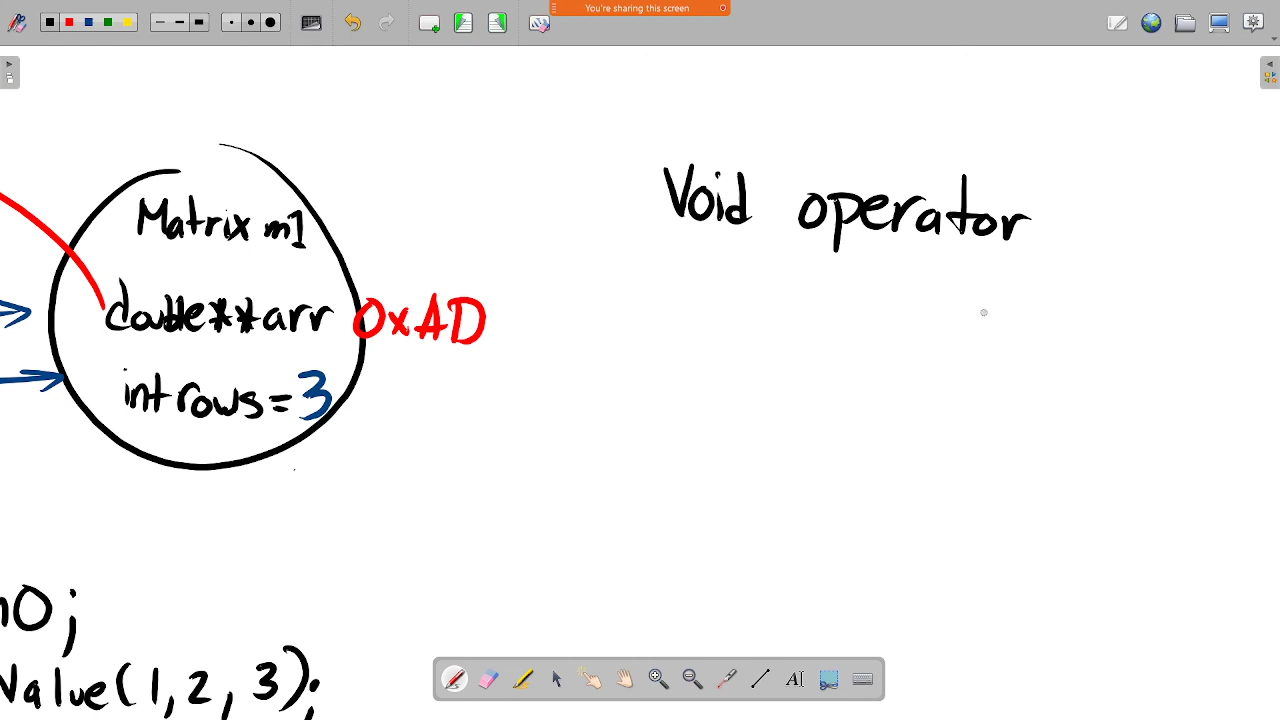 You're sharing this screen
Matrix m1
double**arr 0xAD
int rows = 3
Void operator
0;
Value(1,2,3);